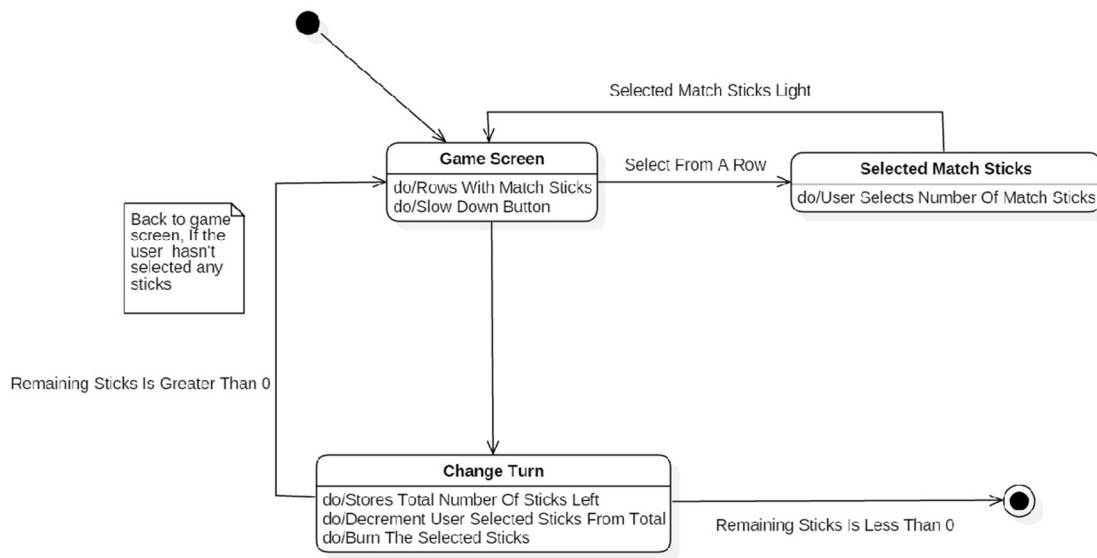 Selected Match Sticks Light
Game Screen
do/Rows With Match Sticks
do/Slow Down Button
Select From A Row
Selected Match Sticks
do/User Selects Number Of Match Sticks
Back to game
screen, If the
user hasn't
selected any
sticks
Remaining Sticks Is Greater Than 0
Change Turn
do/Stores Total Number Of Sticks Left
do/Decrement User Selected Sticks From Total
do/Burn The Selected Sticks
Remaining Sticks Is Less Than 0